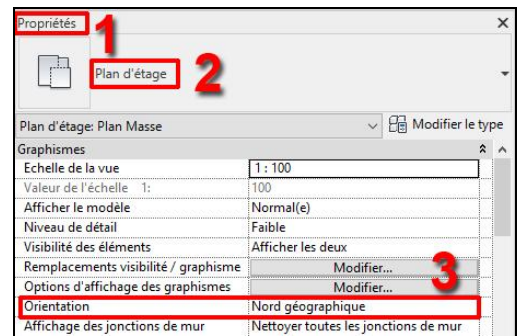 Propriétés
1
Plan d'étage
2
Plan d'étage: Plan Masse
Modifier le type
Graphismes
Echelle de la vue 1 : 100
Valeur de l'échelle 1: 100
Afficher le modèle Normal(e)
Niveau de détail Faible
Visibilité des éléments Afficher les deux
Remplacements visibilité / graphisme Modifier...
3
Options d'affichage des graphismes Modifier...
Orientation Nord géographique
Affichage des jonctions de mur Nettoyer toutes les jonctions de mur